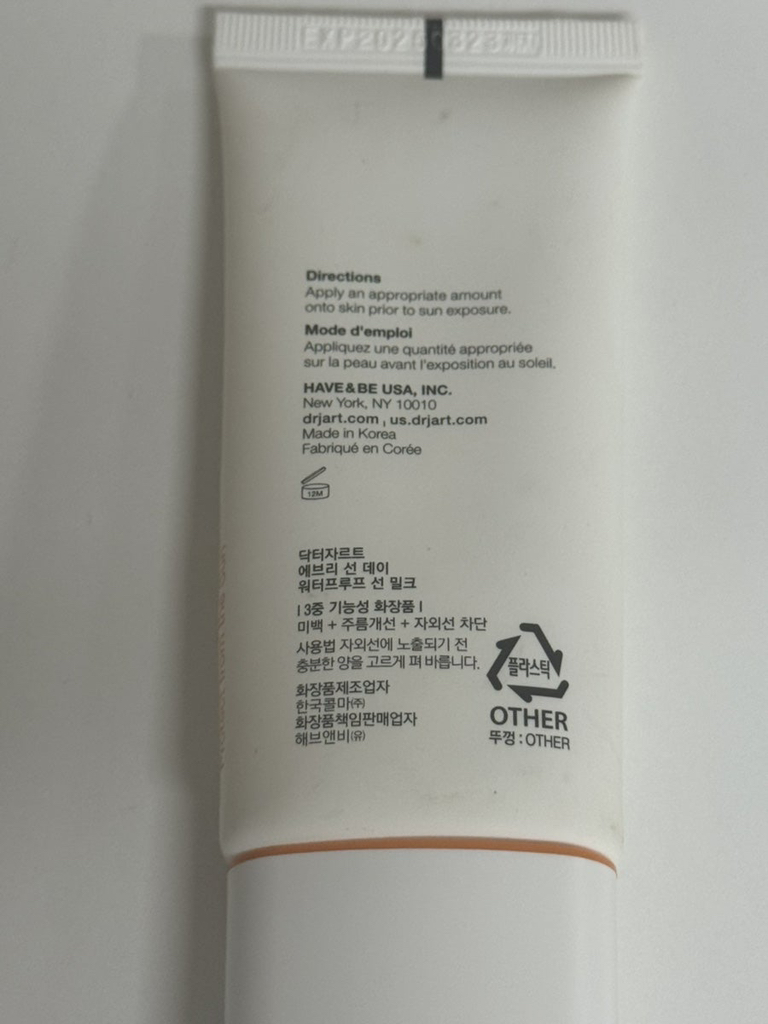 Directions
Apply an appropriate amount
onto skin prior to sun exposure.
Mode d'emploi
Appliquez une quantité appropriée
sur la peau avant l'exposition au soleil.
HAVE&BE USA, INC.
New York, NY 10010
drjart.com , us.drjart.com
Made in Korea
Fabriqué en Corée
12M
닥터자르트
에브리 선 데이
워터프루프 선 밀크
| 3중 기능성 화장품 |
미백 + 주름개선 + 자외선 차단
사용법 자외선에 노출되기 전
충분한 양을 고르게 펴 바릅니다.
화장품제조업자
한국콜마㈜
화장품책임판매업자
해브앤비㈲
플라스틱
OTHER
뚜껑 : OTHER